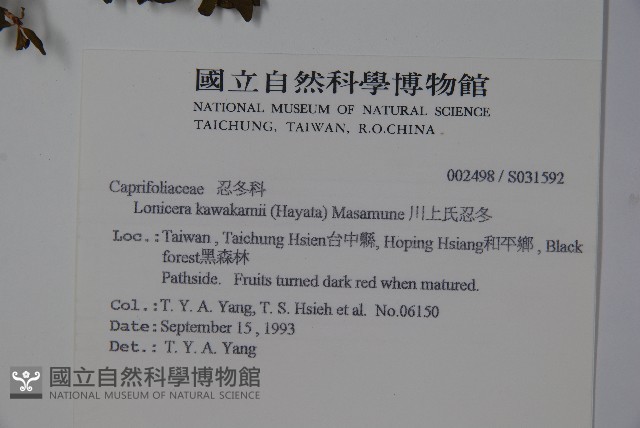 國立自然科學博物館
NATIONAL MUSEUM OF NATURAL SCIENCE
TAICHUNG, TAIWAN, R.O.CHINA.
002498 / S031592
Caprifoliaceae 忍冬科
Lonicera kawakamii (Hayata) Masamune 川上氏忍冬
Loc.: Taiwan, Taichung Hsien台中縣, Hoping Hsiang和平鄉, Black
forest黑森林
Pathside. Fruits turned dark red when matured.
Col.: T. Y. A. Yang, T. S. Hsieh et al. No.06150
Date: September 15, 1993
Det.: T. Y. A. Yang
國立自然科學博物館
NATIONAL MUSEUM OF NATURAL SCIENCE